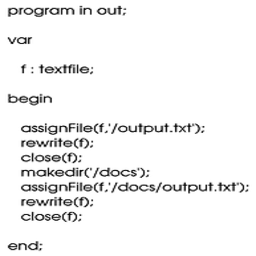 program in out;
var
f : textfile;
begin
assignFile(f,'/output.txt');
rewrite(f);
close(f);
makedir('/docs');
assignFile(f,'/docs/output.txt');
rewrite(f);
close(f);
end;